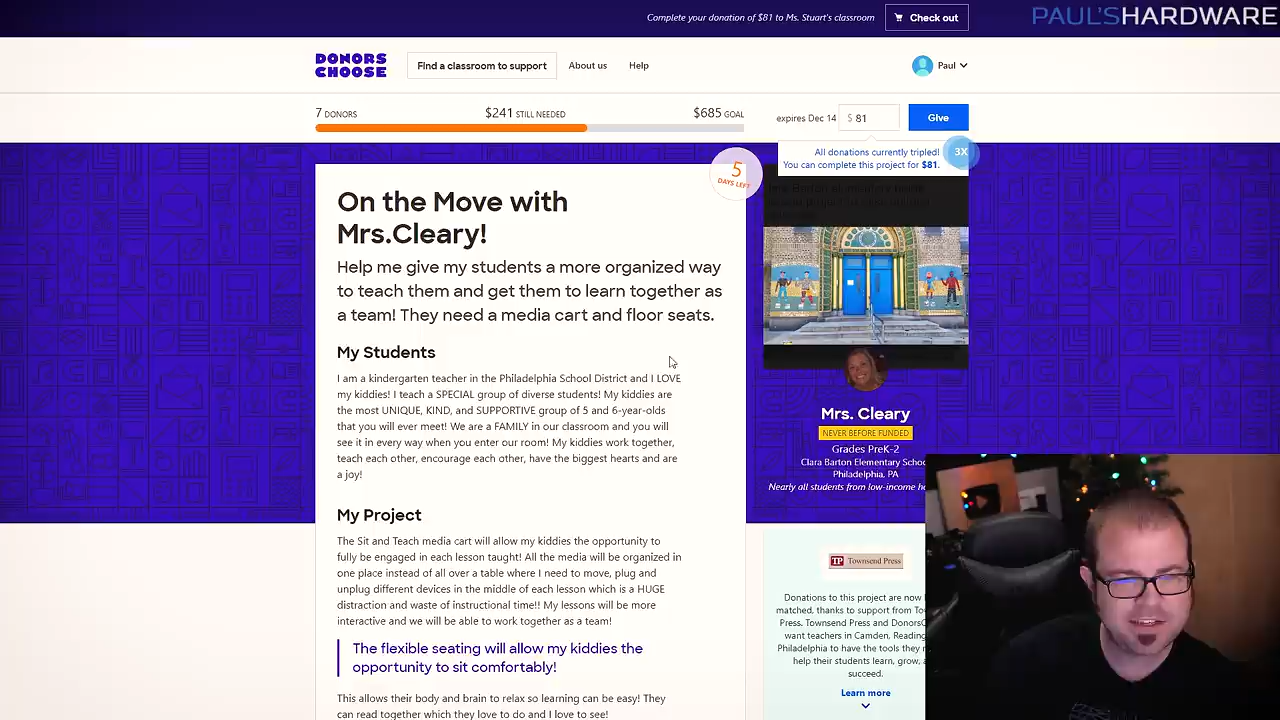 Complete your donation of $81 to Ms. Stuart's classroom
Check out
PAUL'SHARDWARE
DONORS
CHOOSE
Find a classroom to support
About us
Help
Paul
7 DONORS
$241 STILL NEEDED
$685 GOAL
expires Dec 14
$ 81
Give
All donations currently tripled!
You can complete this project for $81.
3X
5
DAYS LEFT
On the Move with
Mrs.Cleary!
Help me give my students a more organized way
to teach them and get them to learn together as
a team! They need a media cart and floor seats.
My Students
I am a kindergarten teacher in the Philadelphia School District and I LOVE
my kiddies! I teach a SPECIAL group of diverse students! My kiddies are
the most UNIQUE, KIND, and SUPPORTIVE group of 5 and 6-year-olds
that you will ever meet! We are a FAMILY in our classroom and you will
see it in every way when you enter our room! My kiddies work together,
teach each other, encourage each other, have the biggest hearts and are
a joy!
My Project
The Sit and Teach media cart will allow my kiddies the opportunity to
fully be engaged in each lesson taught! All the media will be organized in
one place instead of all over a table where I need to move, plug and
unplug different devices in the middle of each lesson which is a HUGE
distraction and waste of instructional time!! My lessons will be more
interactive and we will be able to work together as a team!
The flexible seating will allow my kiddies the
opportunity to sit comfortably!
This allows their body and brain to relax so learning can be easy! They
can read together which they love to do and I love to see!
Mrs. Cleary
NEVER BEFORE FUNDED
Grades PreK-2
Clara Barton Elementary Schoo
Philadelphia, PA
Nearly all students from low-income
TP Townsend Press
Donations to this project are now
matched, thanks to support from
Press. Townsend Press and
want teachers in Camden, Reading
Philadelphia to have the tools they
help their students learn, grow,
succeed.
Learn more